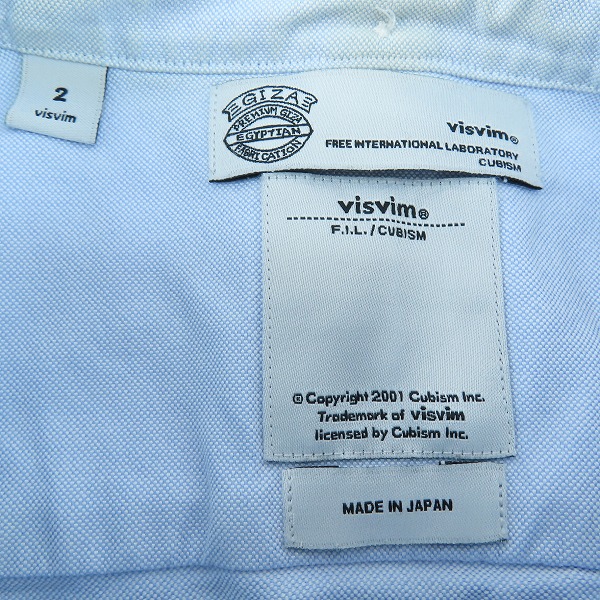 2
visvim
GIZA
PREMIUM GIZA
EGYPTIAN
FABRICATION
visvim®
FREE INTERNATIONAL LABORATORY
CUBISM
visvim®
F.I.L./CUBISM
© Copyright 2001 Cubism Inc.
Trademark of visvim
licensed by Cubism Inc.
MADE IN JAPAN